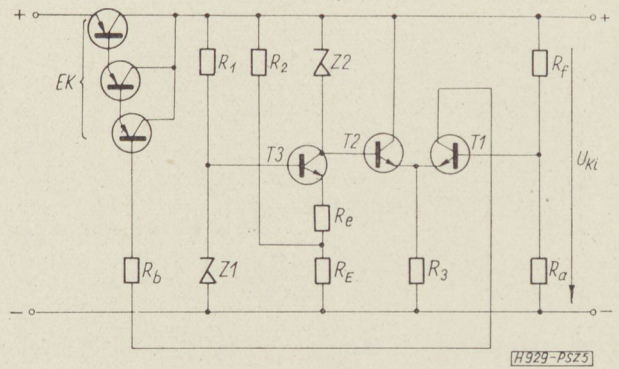 + +
EK
R1 R2 Z2 Rf
T3 T2 T1 UKi
Re
Rb Z1 RE R3 Ra
- -
H929-PSZ5